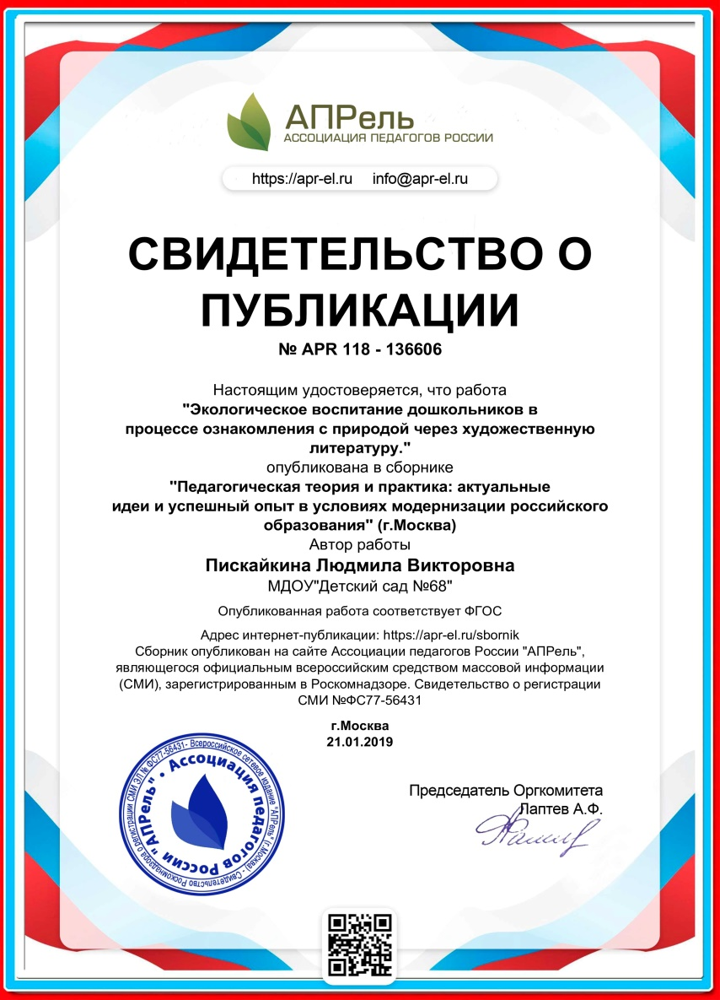 АПРель
АССОЦИАЦИЯ ПЕДАГОГОВ РОССИИ
https://apr-el.ru info@apr-el.ru
СВИДЕТЕЛЬСТВО О
ПУБЛИКАЦИИ
№ APR 118 - 136606
Настоящим удостоверяется, что работа
"Экологическое воспитание дошкольников в
процессе ознакомления с природой через художественную
литературу."
опубликована в сборнике
"Педагогическая теория и практика: актуальные
идеи и успешный опыт в условиях модернизации российского
образования" (г.Москва)
Автор работы
Пискайкина Людмила Викторовна
МДОУ"Детский сад №68"
Опубликованная работа соответствует ФГОС
Адрес интернет-публикации: https://apr-el.ru/sbornik
Сборник опубликован на сайте Ассоциации педагогов России "АПРель",
являющегося официальным всероссийским средством массовой информации
(СМИ), зарегистрированным в Роскомнадзоре. Свидетельство о регистрации
СМИ №ФС77-56431
г.Москва
21.01.2019
Всероссийское сетевое издание "АПРель" (г.Москва) - Свидетельство Роскомнадзора о регистрации СМИ ЭЛ № ФС77-56431-
Ассоциация педагогов России "АПРель" •
Председатель Оргкомитета
Лаптев А.Ф.